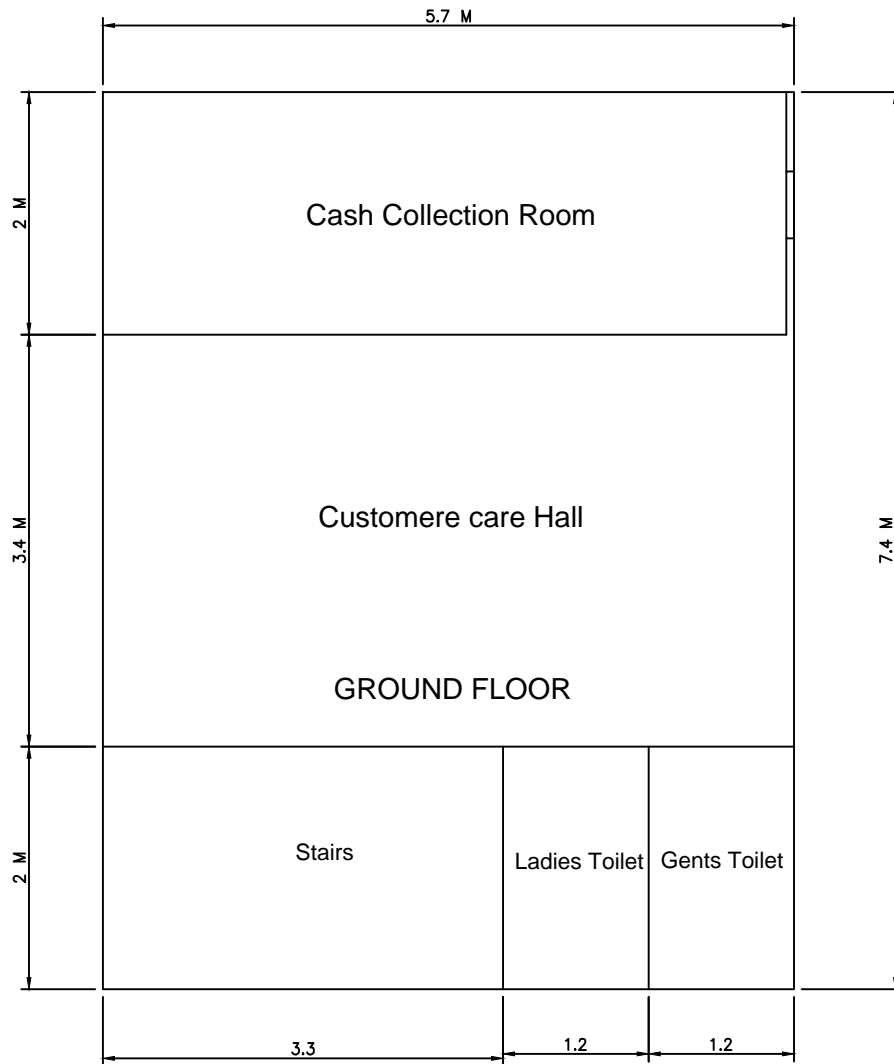 5.7 M
2 M
Cash Collection Room
3.4 M
Customere care Hall
7.4 M
GROUND FLOOR
2 M
Stairs
Ladies Toilet
Gents Toilet
3.3
1.2
1.2